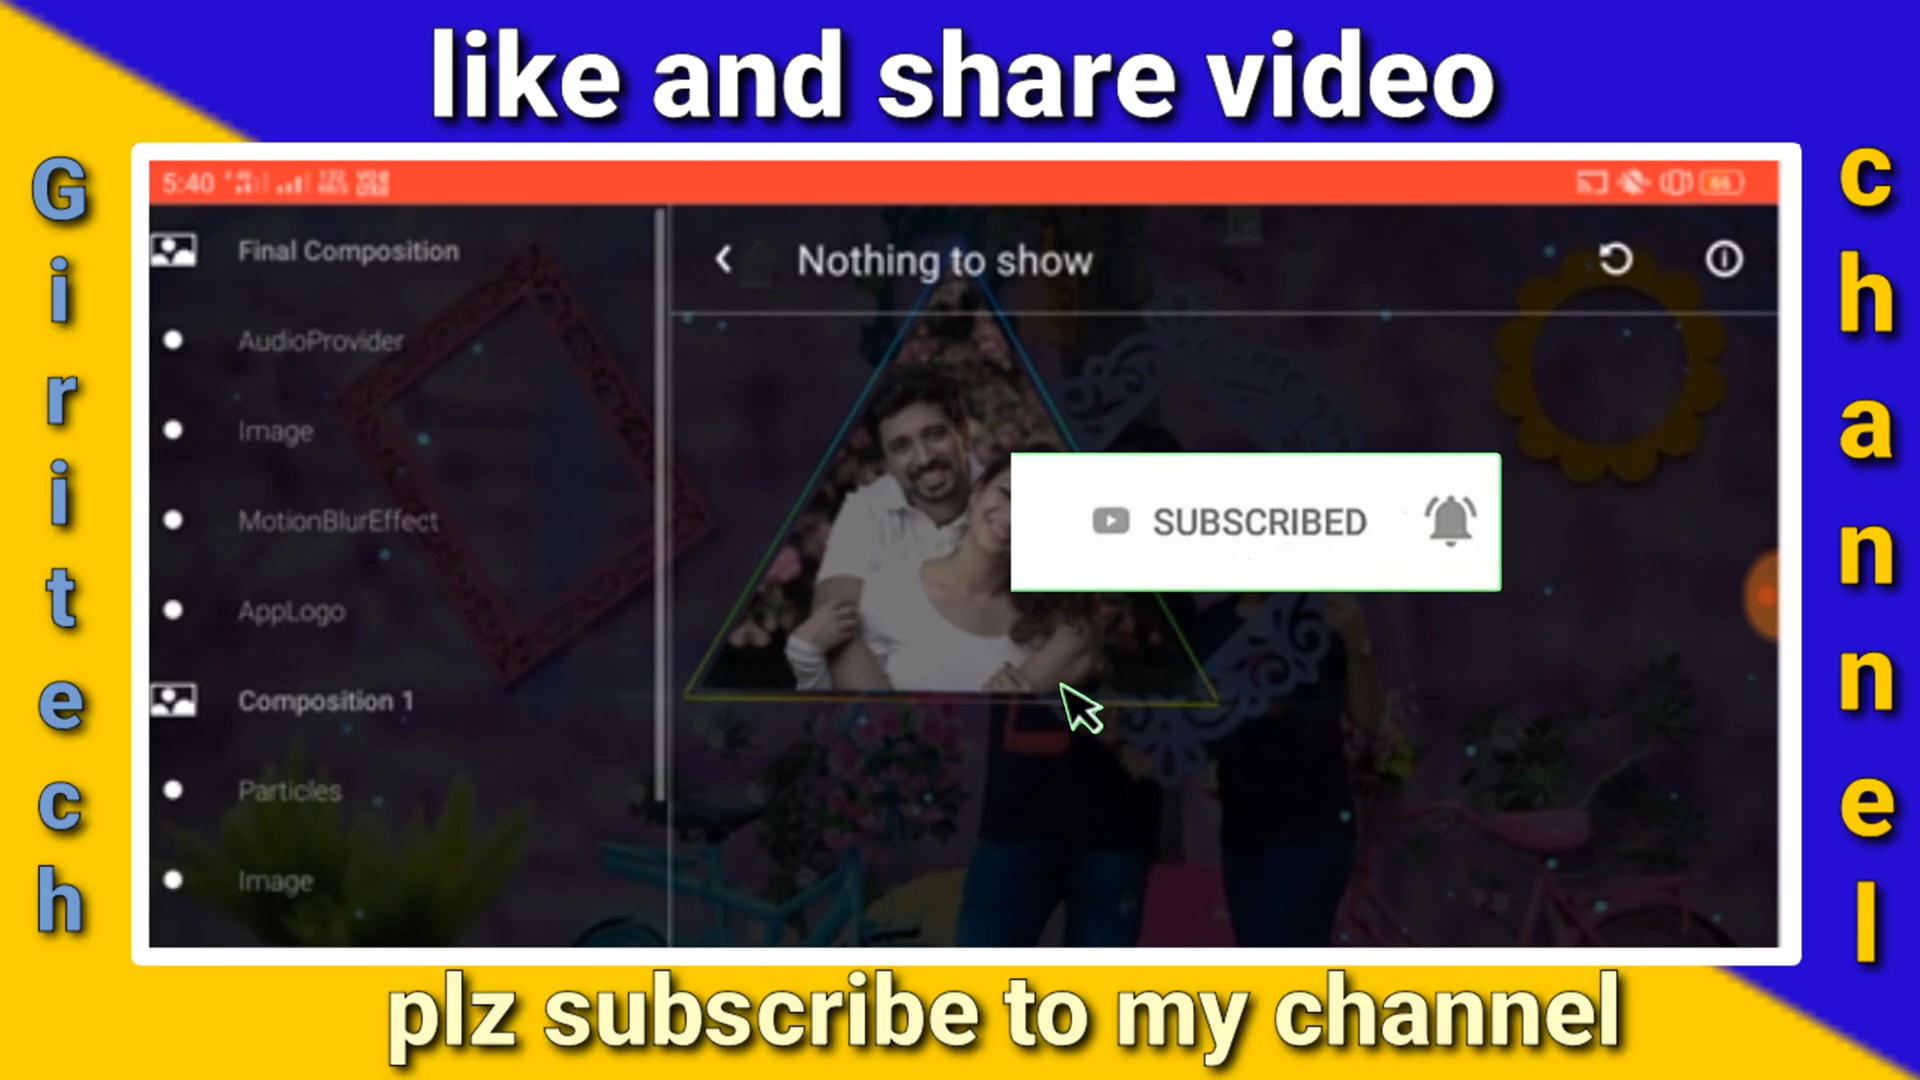 like and share video
Giritech
channel
5:40
66
Final Composition
AudioProvider
Image
MotionBlurEffect
AppLogo
Composition 1
Particles
Image
Nothing to show
SUBSCRIBED
plz subscribe to my channel